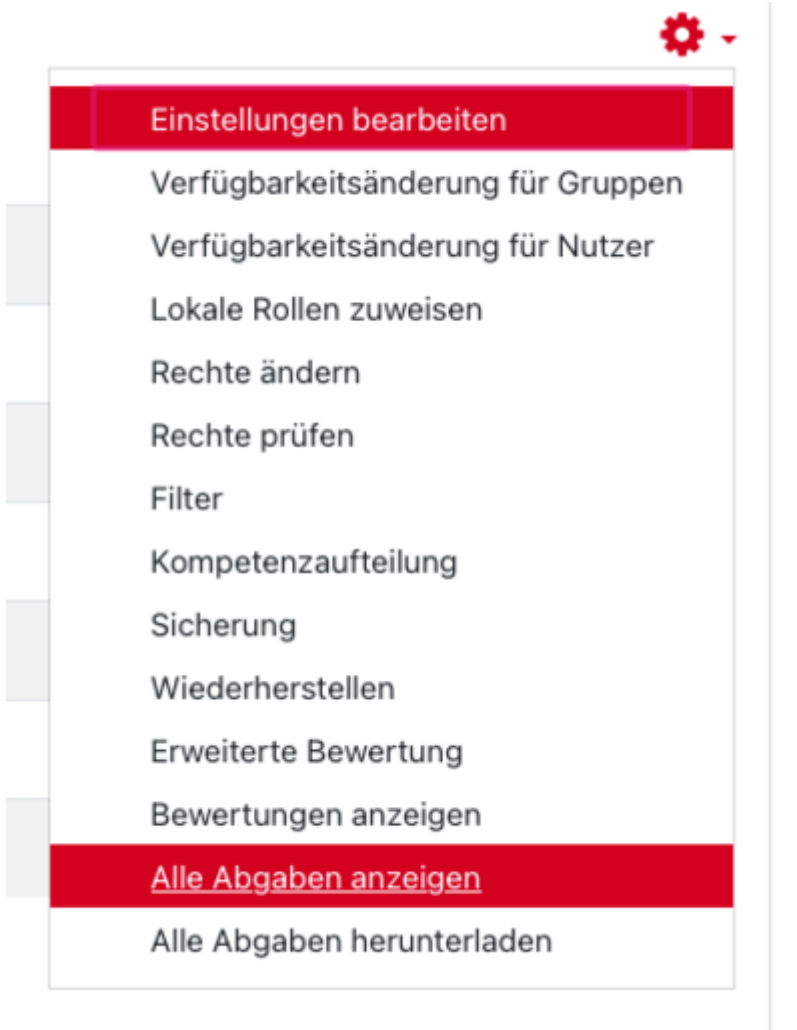 Einstellungen bearbeiten
Verfügbarkeitsänderung für Gruppen
Verfügbarkeitsänderung für Nutzer
Lokale Rollen zuweisen
Rechte ändern
Rechte prüfen
Filter
Kompetenzaufteilung
Sicherung
Wiederherstellen
Erweiterte Bewertung
Bewertungen anzeigen
Alle Abgaben anzeigen
Alle Abgaben herunterladen